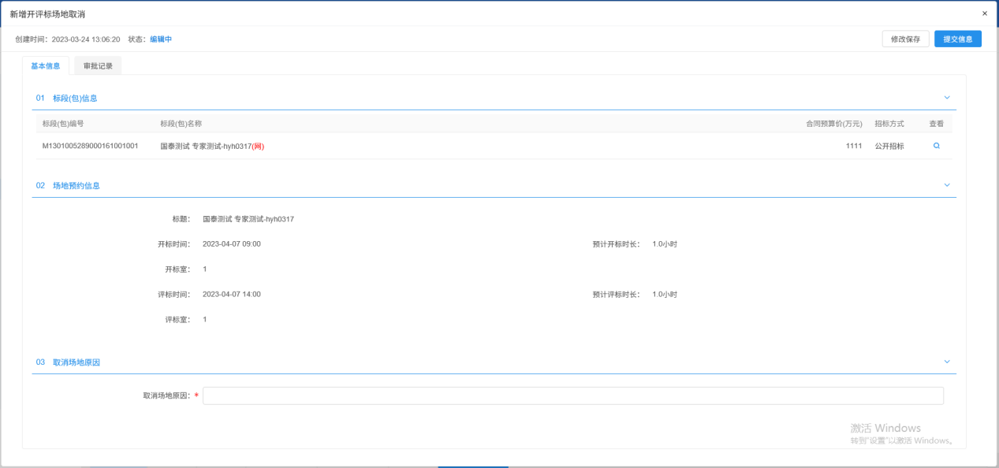 新增开评标场地取消
×
创建时间：2023-03-24 13:06:20 状态：编辑中 修改保存 提交信息
基本信息 审批记录
01 标段(包)信息
标段(包)编号 标段(包)名称 合同预算价(万元) 招标方式 查看
M1301005289000161001001 国泰测试 专家测试-hyh0317(网) 1111 公开招标
02 场地预约信息
标题： 国泰测试 专家测试-hyh0317
开标时间： 2023-04-07 09:00 预计开标时长： 1.0小时
开标室： 1
评标时间： 2023-04-07 14:00 预计评标时长： 1.0小时
评标室： 1
03 取消场地原因
取消场地原因：*
激活 Windows
转到"设置"以激活 Windows。